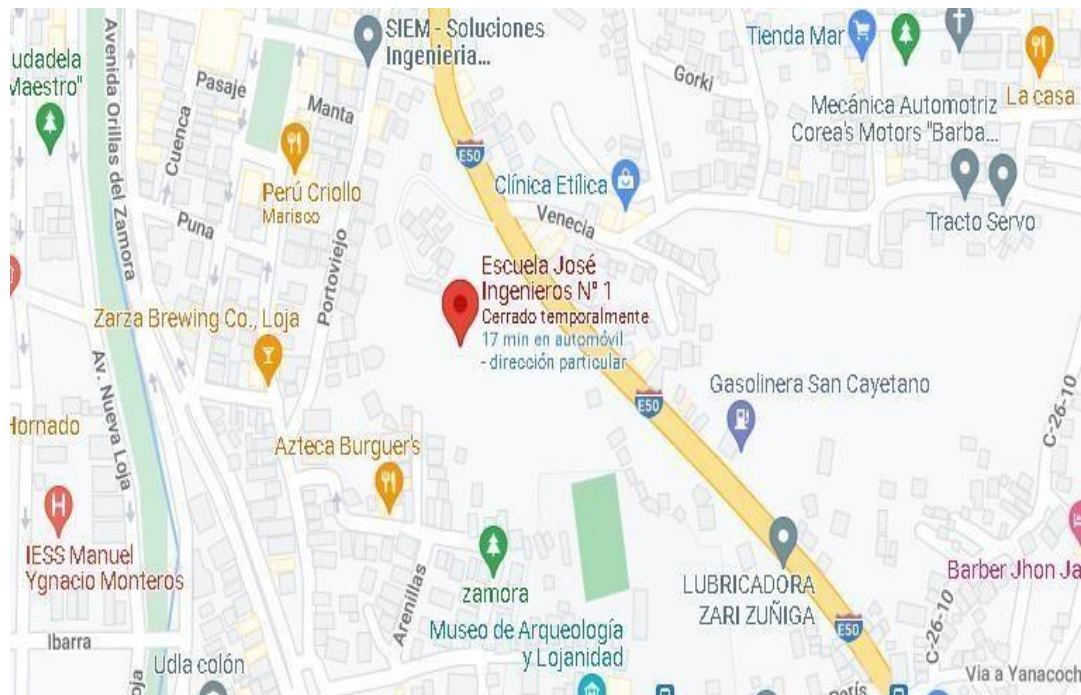 SIEM - Soluciones
Ingenieria...
Tienda Mar
udadela
Maestro"
Avenida Orillas del Zamora
Pasaje
Manta
Cuenca
Gorki
La casa
Mecánica Automotriz
Corea's Motors "Barba...
E50
Clínica Etílica
Perú Criollo
Marisco
Puna
Portoviejo
Venecia
Tracto Servo
Escuela José
Ingenieros N° 1
Cerrado temporalmente
17 min en automóvil
- dirección particular
Zarza Brewing Co., Loja
Av. Nueva Loja
Gasolinera San Cayetano
E50
C-26-10
Hornado
Azteca Burguer's
H
IESS Manuel
Ygnacio Monteros
zamora
Arenillas
LUBRICADORA
ZARI ZUÑIGA
Barber Jhon Ja
E50
C-26-10
Ibarra
Museo de Arqueología
y Lojanidad
Udla colón
oja
París
Via a Yanacoch